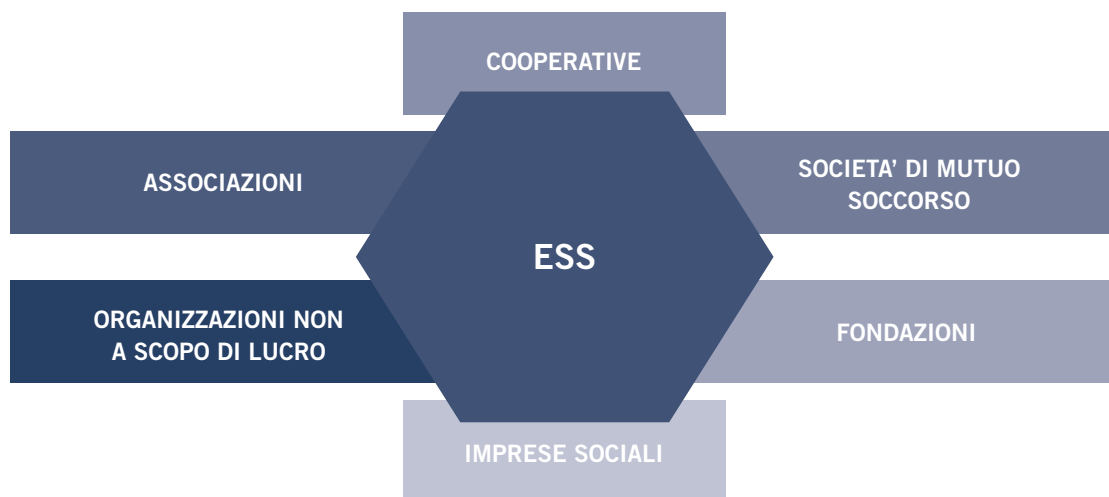 COOPERATIVE
ASSOCIAZIONI
SOCIETA’ DI MUTUO
SOCCORSO
ESS
ORGANIZZAZIONI NON
A SCOPO DI LUCRO
FONDAZIONI
IMPRESE SOCIALI